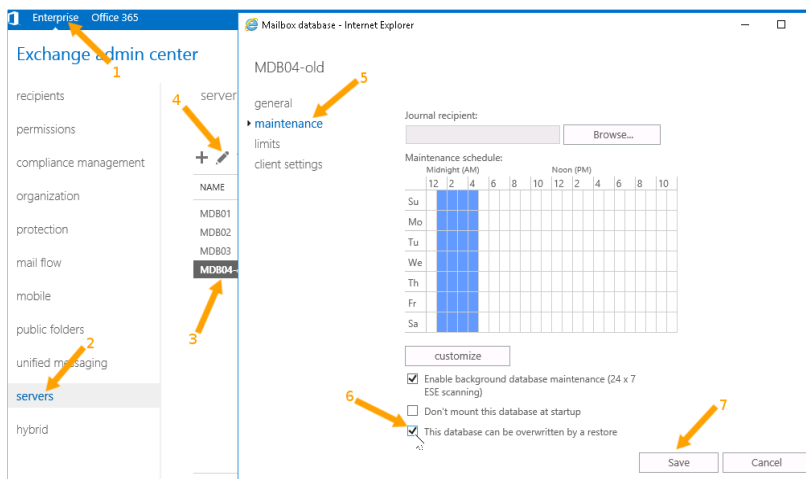 Enterprise Office 365
Exchange admin center
1
recipients
permissions
compliance management
organization
protection
mail flow
mobile
public folders
2
unified messaging
servers
hybrid
server
4
NAME
MDB01
MDB02
MDB03
MDB04-
3
Mailbox database - Internet Explorer
MDB04-old
5
general
maintenance
limits
client settings
Journal recipient:
Browse...
Maintenance schedule:
Midnight (AM) Noon (PM)
12 2 4 6 8 10 12 2 4 6 8 10
Su
Mo
Tu
We
Th
Fr
Sa
customize
Enable background database maintenance (24 x 7
ESE scanning)
6
Don't mount this database at startup
7
This database can be overwritten by a restore
Save Cancel